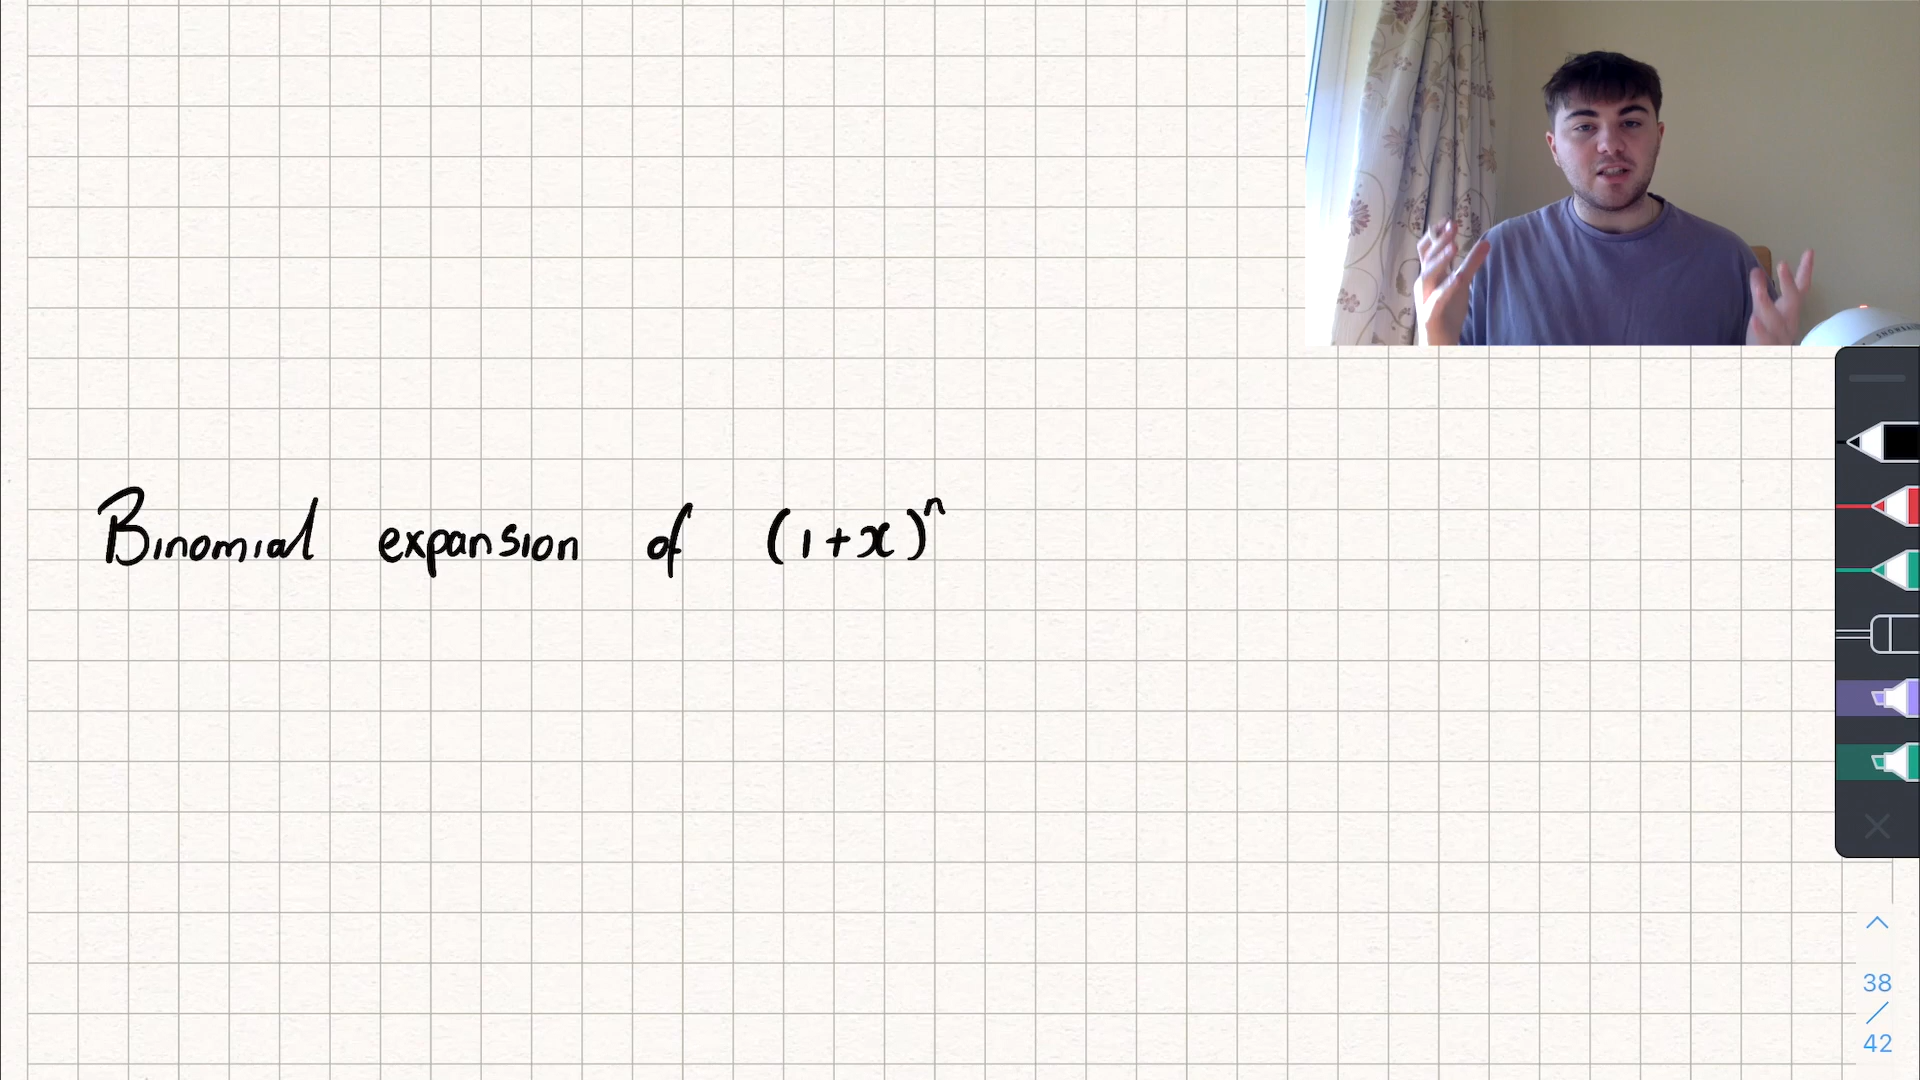 Binomial expansion of (1+x)^n
38
/
42